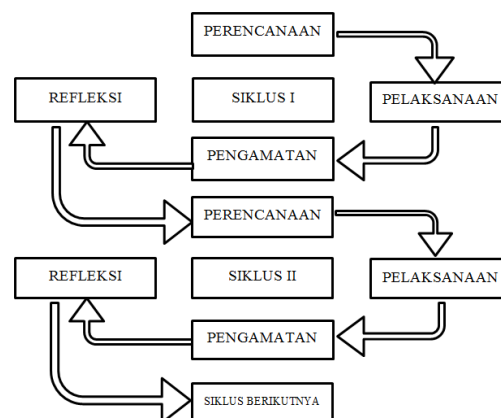 PERENCANAAN
REFLEKSI
SIKLUS I
PELAKSANAAN
PENGAMATAN
PERENCANAAN
REFLEKSI
SIKLUS II
PELAKSANAAN
PENGAMATAN
SIKLUS BERIKUTNYA